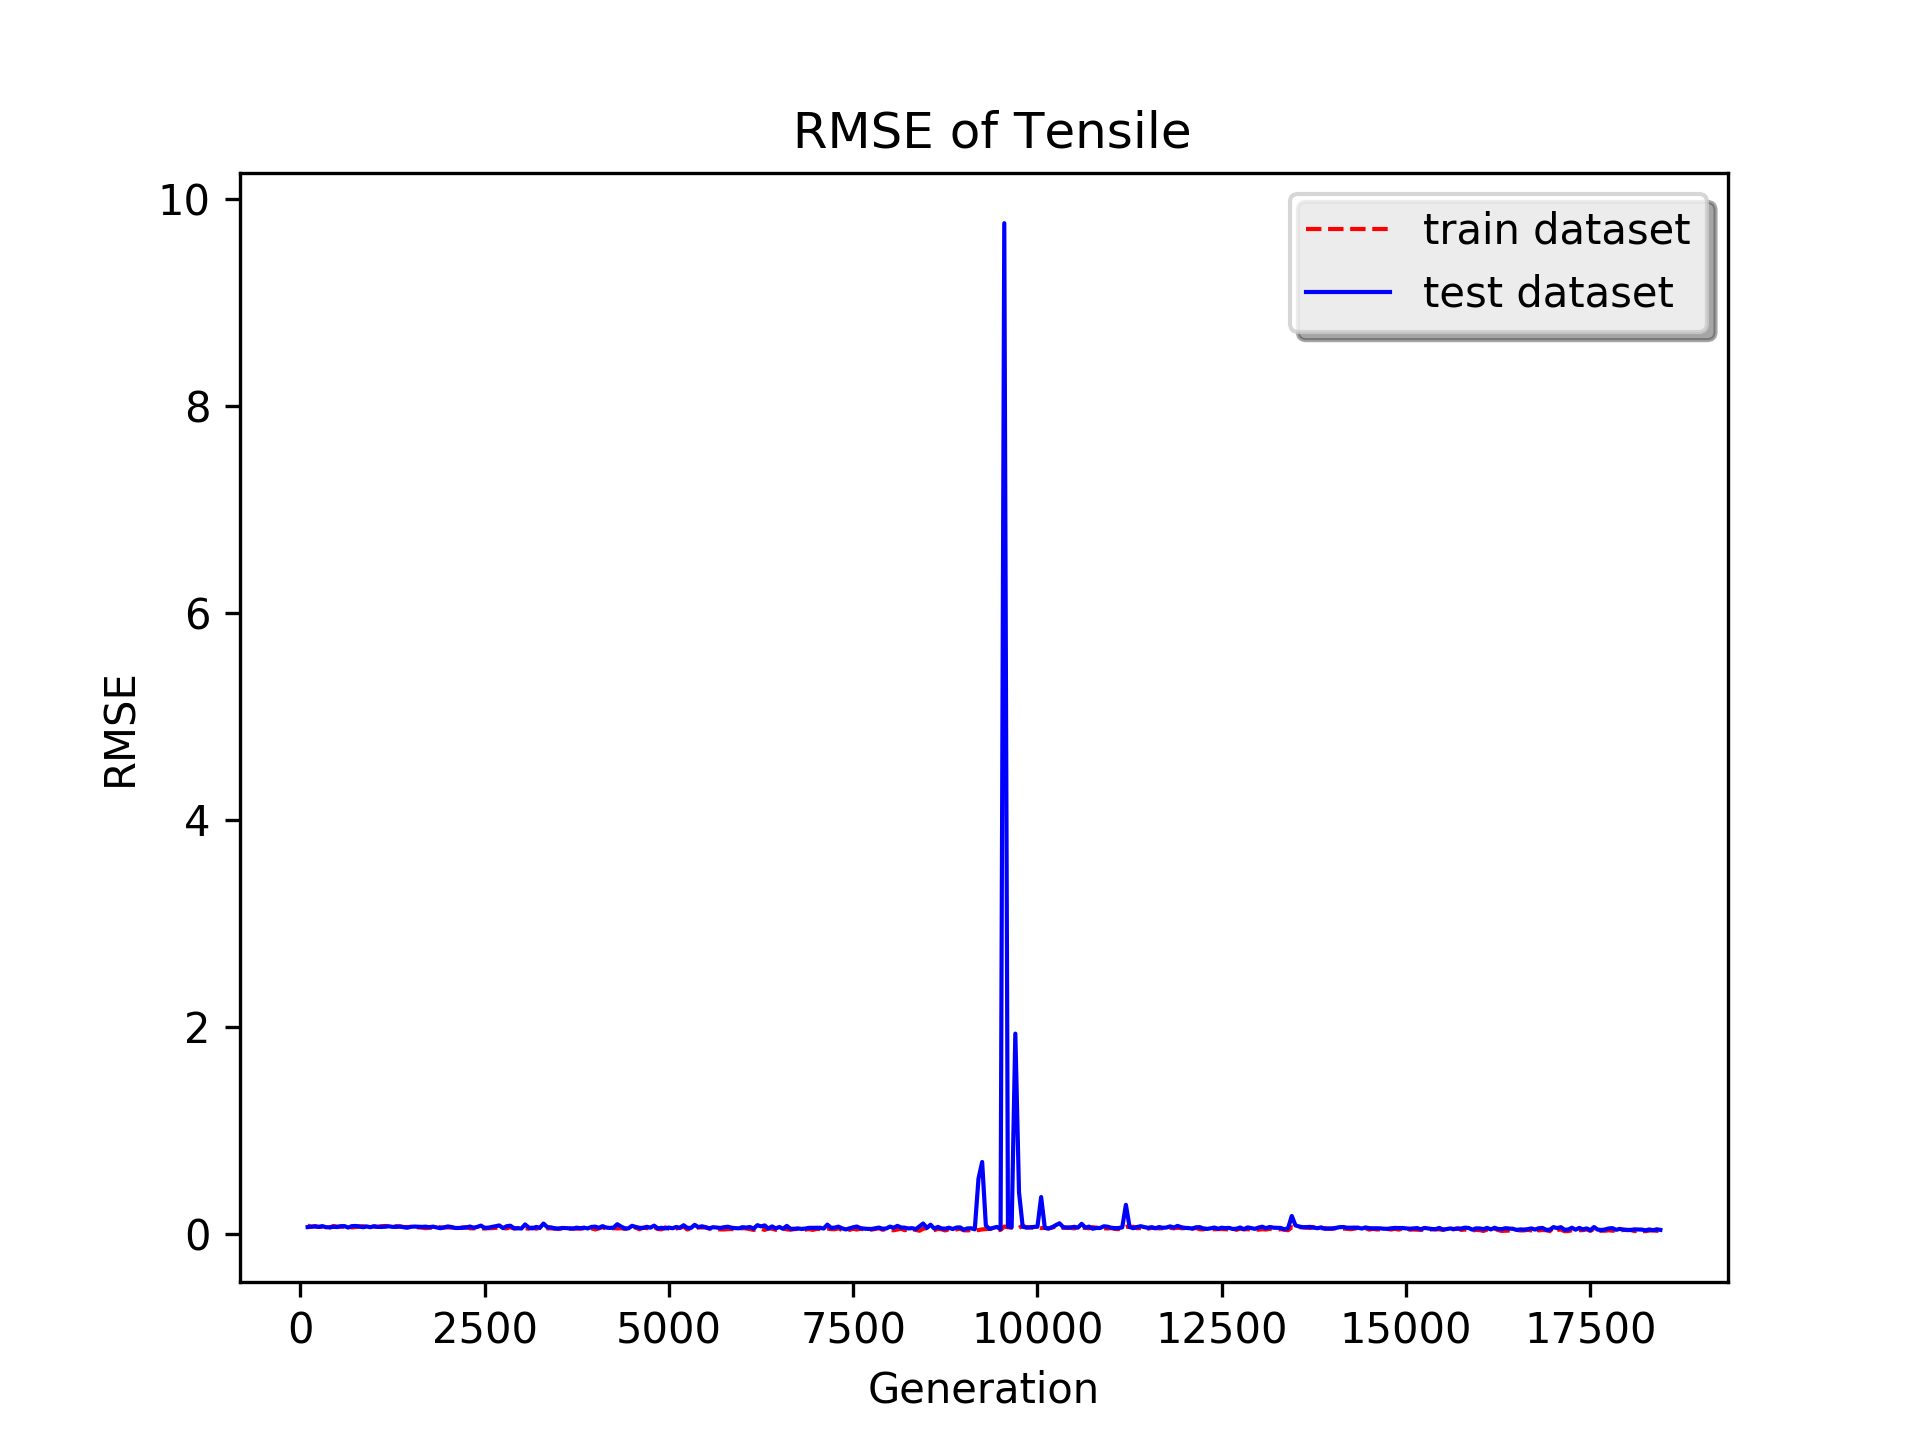 RMSE of Tensile
train dataset
test dataset
10
8
6
4
2
0
RMSE
0 2500 5000 7500 10000 12500 15000 17500
Generation